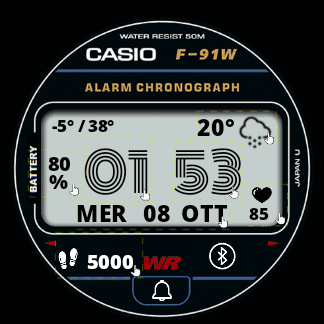 WATER RESIST 50M
CASIO F-91W
ALARM CHRONOGRAPH
-5° / 38° 20°
BATTERY
80
%
01 53
JAPAN U
MER 08 OTT
85
5000 WR